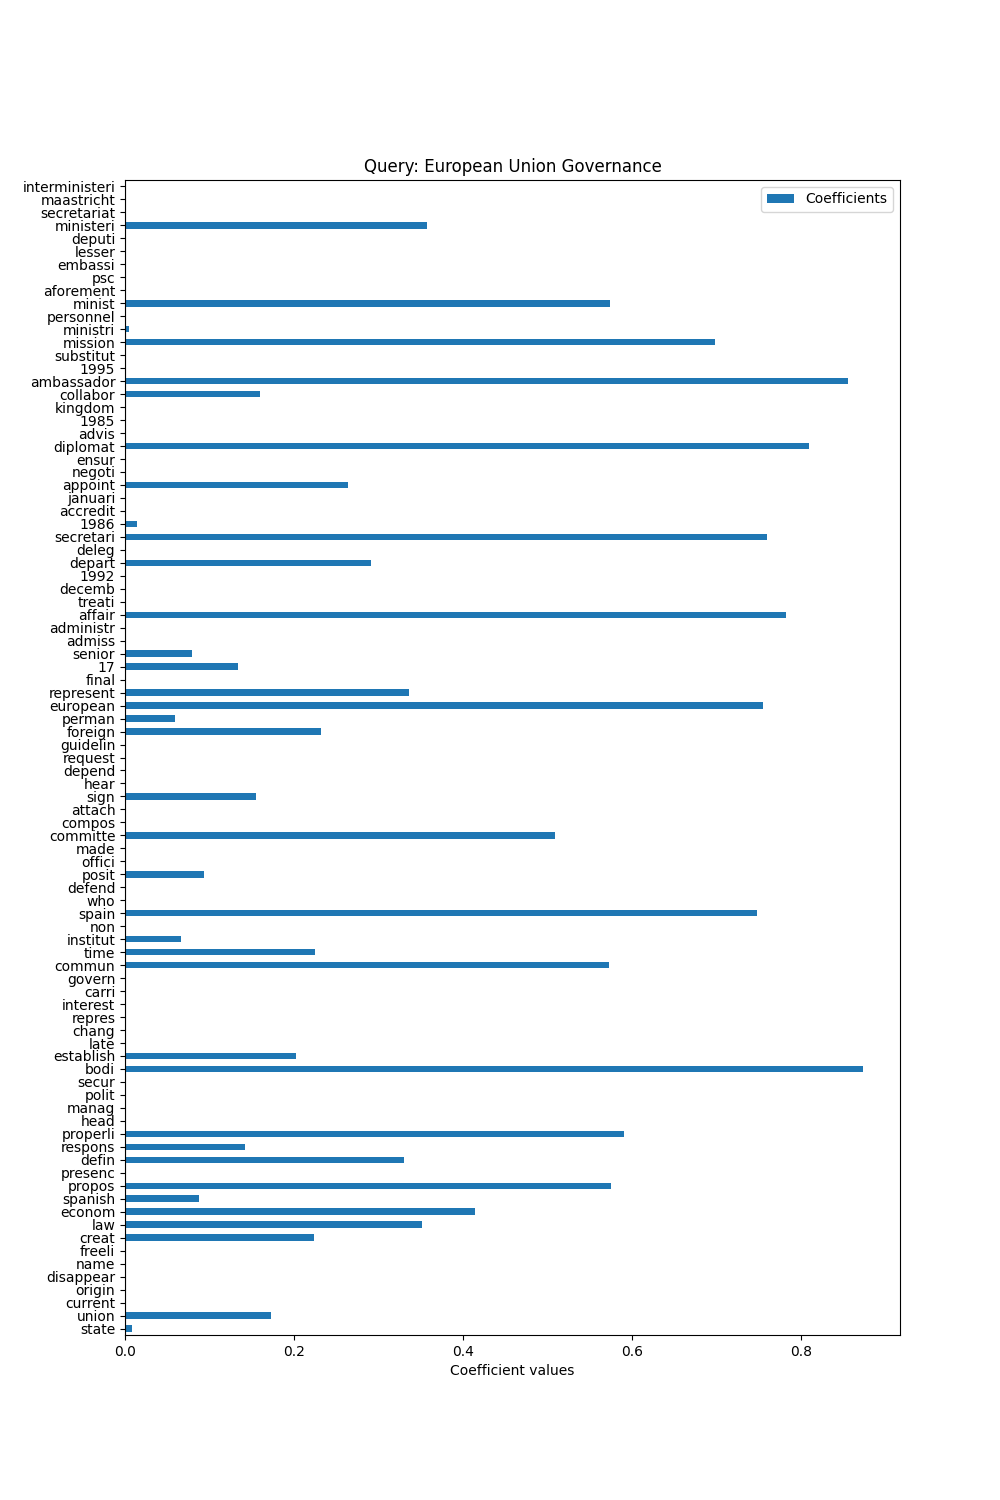 Query: European Union Governance
Coefficients
interministeri
maastricht
secretariat
ministeri
deputi
lesser
embassi
psc
aforement
minist
personnel
ministri
mission
substitut
1995
ambassador
collabor
kingdom
1985
advis
diplomat
ensur
negoti
appoint
januari
accredit
1986
secretari
deleg
depart
1992
decemb
treati
affair
administr
admiss
senior
17
final
represent
european
perman
foreign
guidelin
request
depend
hear
sign
attach
compos
committe
made
offici
posit
defend
who
spain
non
institut
time
commun
govern
carri
interest
repres
chang
late
establish
bodi
secur
polit
manag
head
properli
respons
defin
presenc
propos
spanish
econom
law
creat
freeli
name
disappear
origin
current
union
state
0.0 0.2 0.4 0.6 0.8
Coefficient values